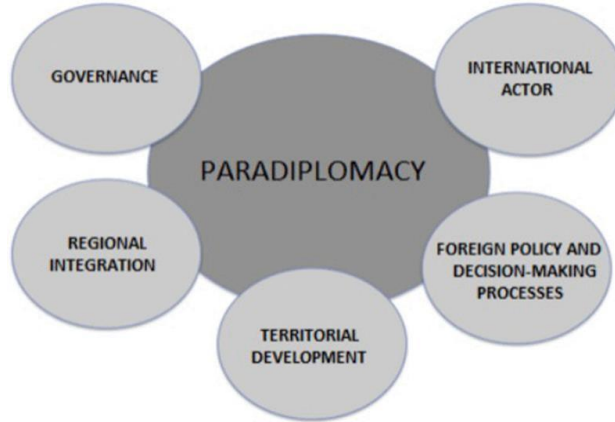 GOVERNANCE
INTERNATIONAL
ACTOR
PARADIPLOMACY
REGIONAL
INTEGRATION
FOREIGN POLICY AND
DECISION-MAKING
PROCESSES
TERRITORIAL
DEVELOPMENT